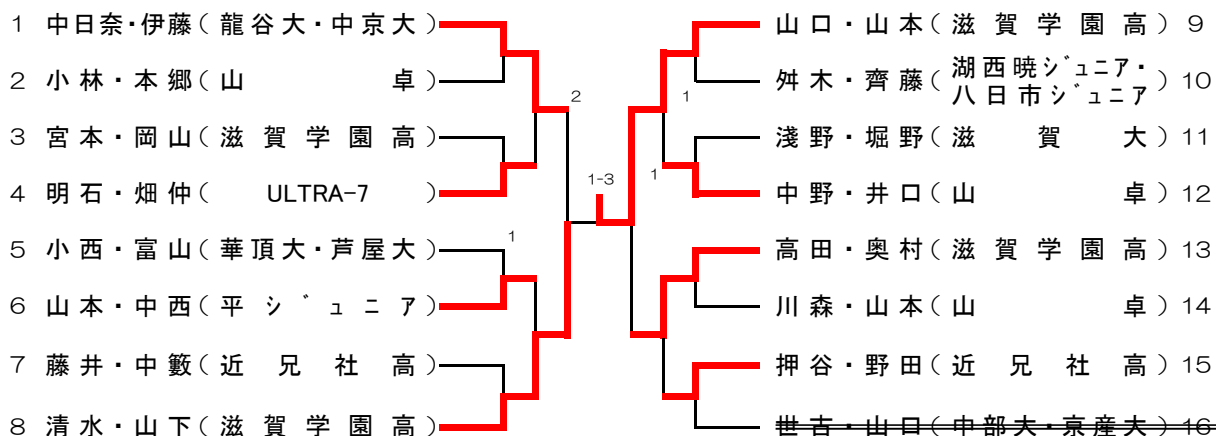 1 中日奈・伊藤(龍谷大・中京大)
2 小林・本郷(山 卓)
3 宮本・岡山(滋賀学園高)
4 明石・畑仲( ULTRA-7 )
5 小西・富山(華頂大・芦屋大)
6 山本・中西(平ジュニア)
7 藤井・中籔(近兄社高)
8 清水・山下(滋賀学園高)
2
1
1-3
1
1
山口・山本(滋賀学園高) 9
舛木・齊藤(湖西暁ジュニア・
八日市ジュニア) 10
淺野・堀野(滋賀大) 11
中野・井口(山 卓) 12
高田・奥村(滋賀学園高) 13
川森・山本(山 卓) 14
押谷・野田(近兄社高) 15
世古・山口(中部大・京産大) 16